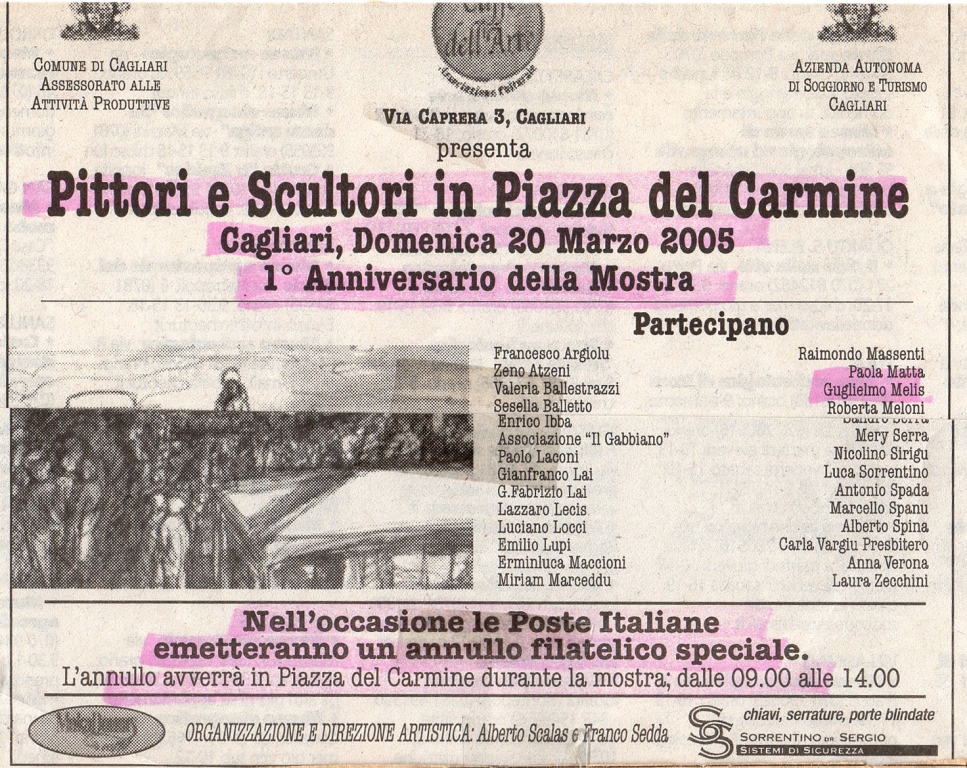 Caffè
dell'Arte
Associazione Culturale
COMUNE DI CAGLIARI
ASSESSORATO ALLE
ATTIVITÀ PRODUTTIVE
AZIENDA AUTONOMA
DI SOGGIORNO E TURISMO
CAGLIARI
VIA CAPRERA 3, CAGLIARI
presenta
Pittori e Scultori in Piazza del Carmine
Cagliari, Domenica 20 Marzo 2005
1° Anniversario della Mostra
Partecipano
Francesco Argiolu
Zeno Atzeni
Valeria Ballestrazzi
Sesella Balletto
Enrico Ibba
Associazione "Il Gabbiano"
Paolo Laconi
Gianfranco Lai
G.Fabrizio Lai
Lazzaro Lecis
Luciano Locci
Emilio Lupi
Erminluca Maccioni
Miriam Marceddu
Raimondo Massenti
Paola Matta
Guglielmo Melis
Roberta Meloni
Sandro Serra
Mery Serra
Nicolino Sirigu
Luca Sorrentino
Antonio Spada
Marcello Spanu
Alberto Spina
Carla Vargiu Presbitero
Anna Verona
Laura Zecchini
Nell'occasione le Poste Italiane
emetteranno un annullo filatelico speciale.
L'annullo avverrà in Piazza del Carmine durante la mostra; dalle 09.00 alle 14.00
ORGANIZZAZIONE E DIREZIONE ARTISTICA: Alberto Scalas e Franco Sedda
chiavi, serrature, porte blindate
SORRENTINO DR. SERGIO
SISTEMI DI SICUREZZA